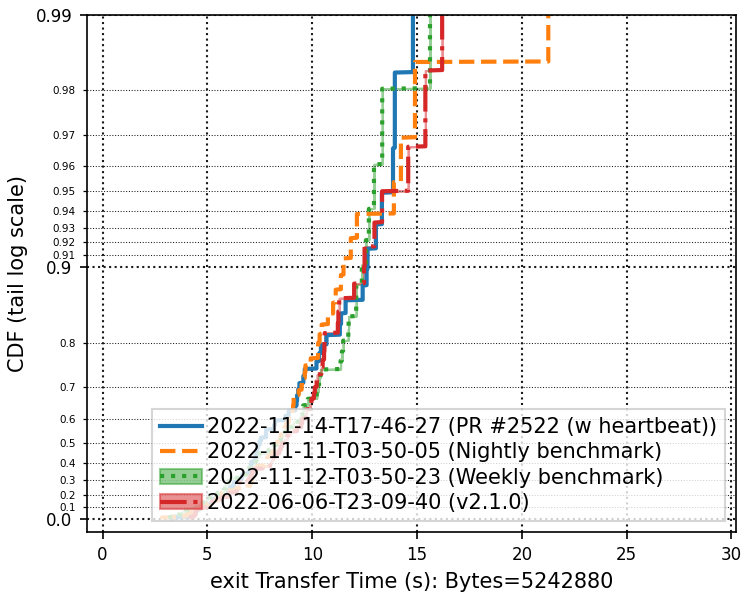 0.99
0.98
0.97
0.96
0.95
0.94
0.93
0.92
0.91
0.9
0.8
0.7
0.6
0.5
0.4
0.3
0.2
0.1
0.0
CDF (tail log scale)
2022-11-14-T17-46-27 (PR #2522 (w heartbeat))
2022-11-11-T03-50-05 (Nightly benchmark)
2022-11-12-T03-50-23 (Weekly benchmark)
2022-06-06-T23-09-40 (v2.1.0)
0 5 10 15 20 25 30
exit Transfer Time (s): Bytes=5242880